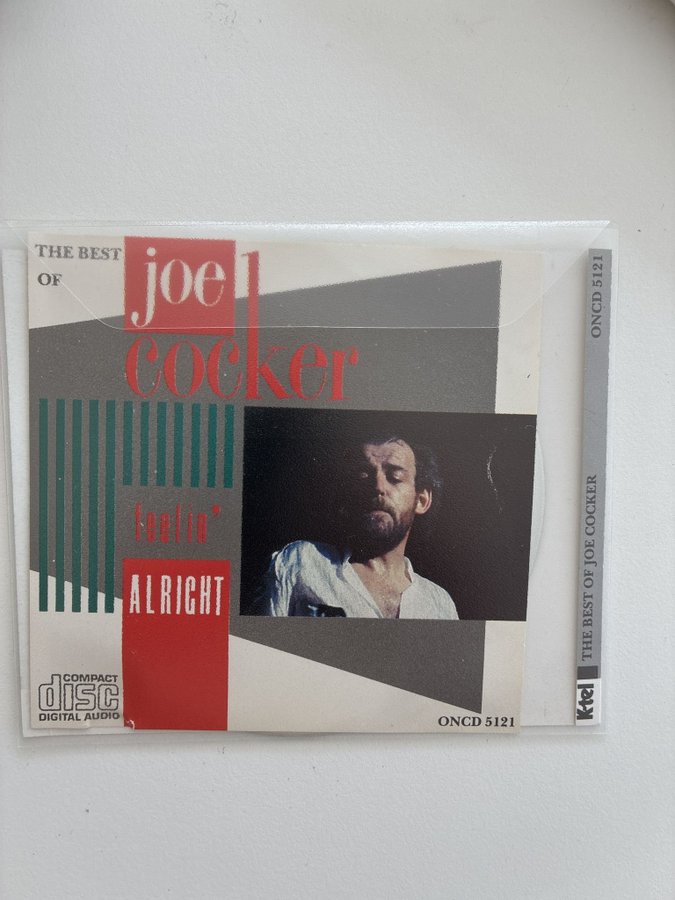 THE BEST
OF
joe
cocker
feelin'
ALRIGHT
COMPACT
disc
DIGITAL AUDIO
ONCD 5121
K-tel
THE BEST OF JOE COCKER
ONCD 5121